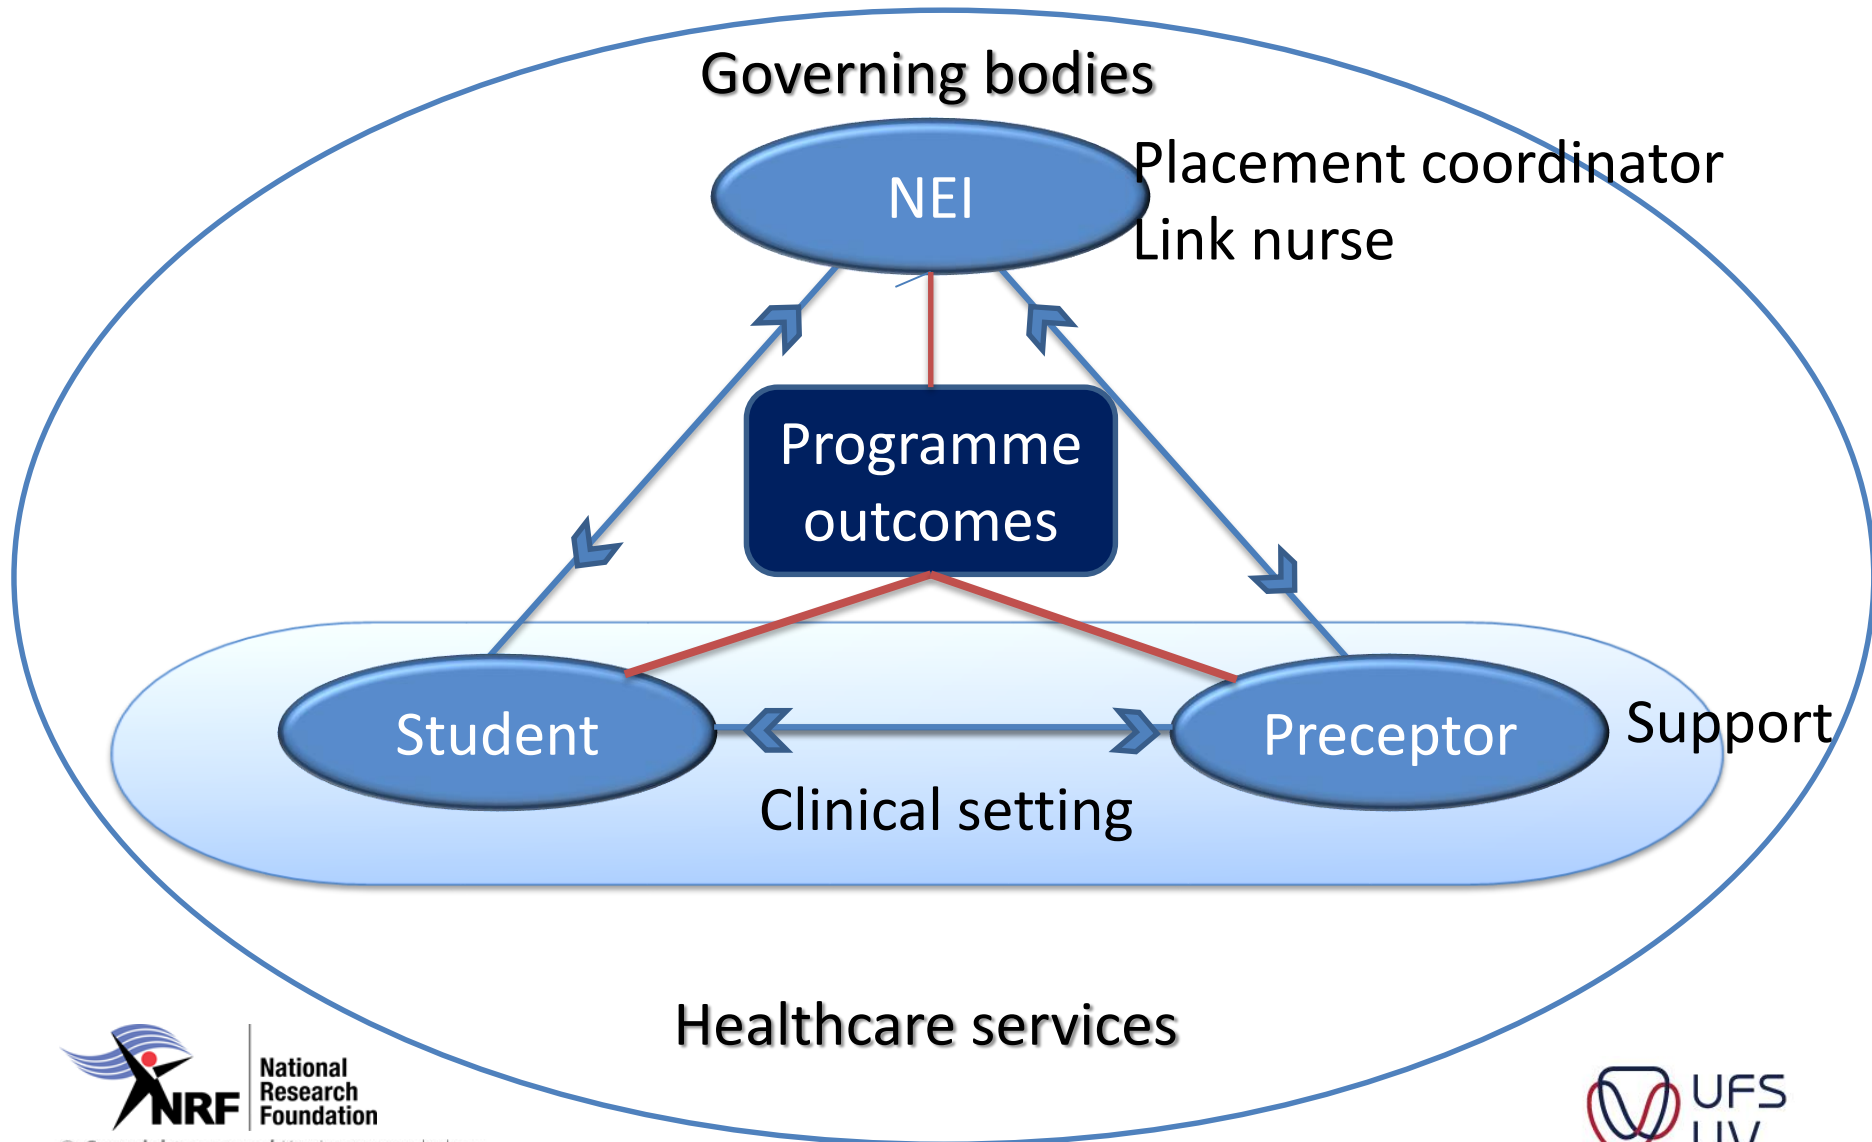 Governing bodies
NEI
Placement coordinator
Link nurse
Programme
outcomes
Student
Preceptor
Support
Clinical setting
Healthcare services
NRF
National
Research
Foundation
UFS
UV